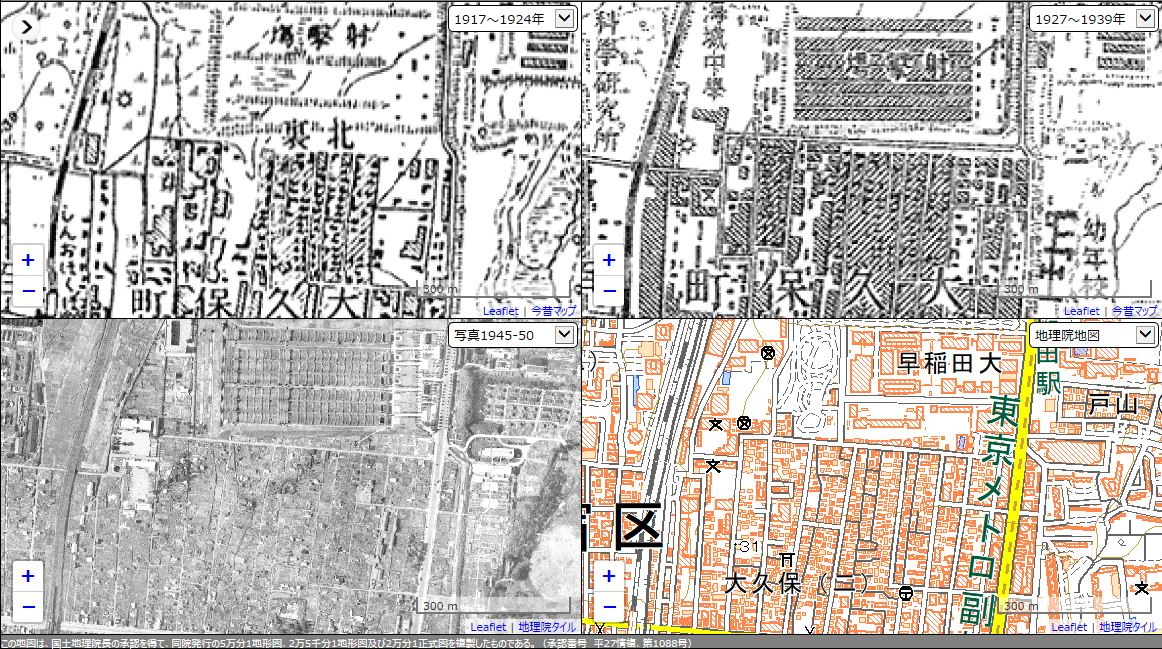 1917～1924年
場撃射
裏北
しんおほくぼ
町保久大
+
−
300 m
Leaflet | 今昔マップ
1927～1939年
科學研究所
海城中學
場撃射
幼年校
町保久大
+
−
300 m
Leaflet | 今昔マップ
写真1945-50
+
−
300 m
Leaflet | 地理院タイル
地理院地図
早稲田大
田駅
戸山
東京メトロ副
区
31
大久保（二）
+
−
300 m
Leaflet | 地理院タイル
この地図は、国土地理院長の承認を得て、同院発行の5万分1地形図、2万5千分1地形図及び2万分1正式図を複製したものである。（承認番号 平27情複、第1088号）